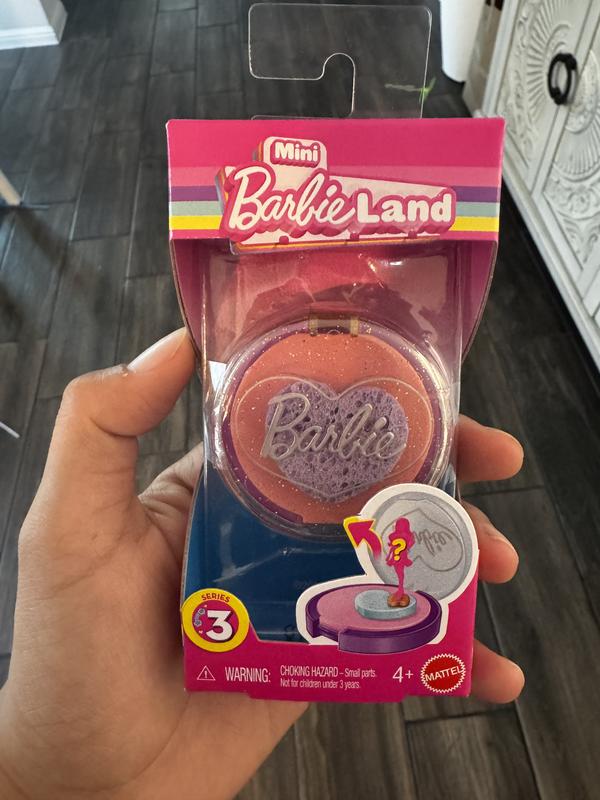 Mini
Barbie Land
Barbie
?
SERIES
3
WARNING: CHOKING HAZARD – Small parts.
Not for children under 3 years.
4+
MATTEL